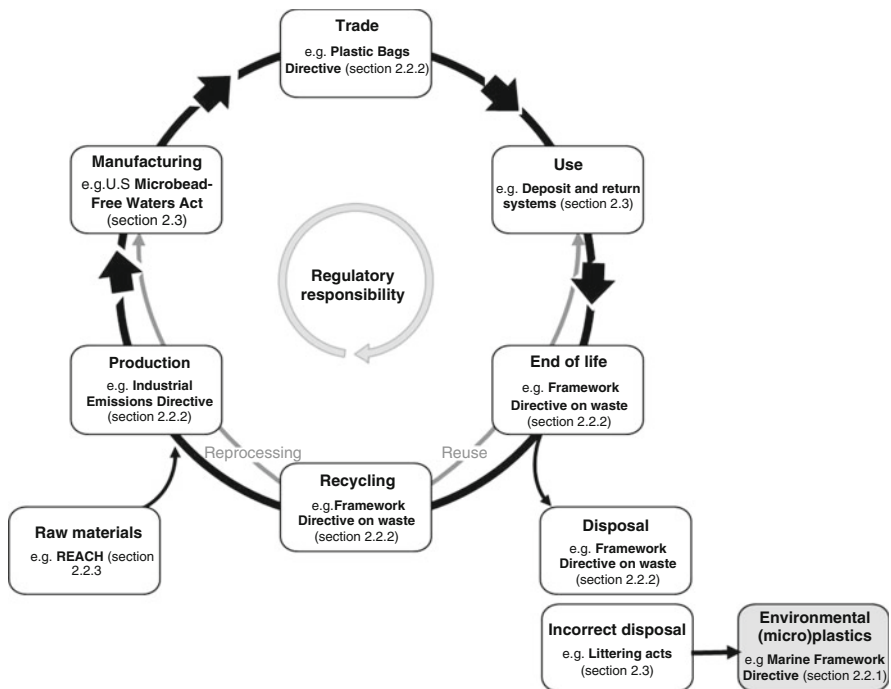 Trade
e.g. Plastic Bags
Directive (section 2.2.2)
Manufacturing
e.g.U.S Microbead-
Free Waters Act
(section 2.3)
Use
e.g. Deposit and return
systems (section 2.3)
Regulatory
responsibility
Production
e.g. Industrial
Emissions Directive
(section 2.2.2)
End of life
e.g. Framework
Directive on waste
(section 2.2.2)
Reprocessing
Reuse
Recycling
e.g.Framework
Directive on waste
(section 2.2.2)
Raw materials
e.g. REACH (section
2.2.3
Disposal
e.g. Framework
Directive on waste
(section 2.2.2)
Incorrect disposal
e.g. Littering acts
(section 2.3)
Environmental
(micro)plastics
e.g Marine Framework
Directive (section 2.2.1)